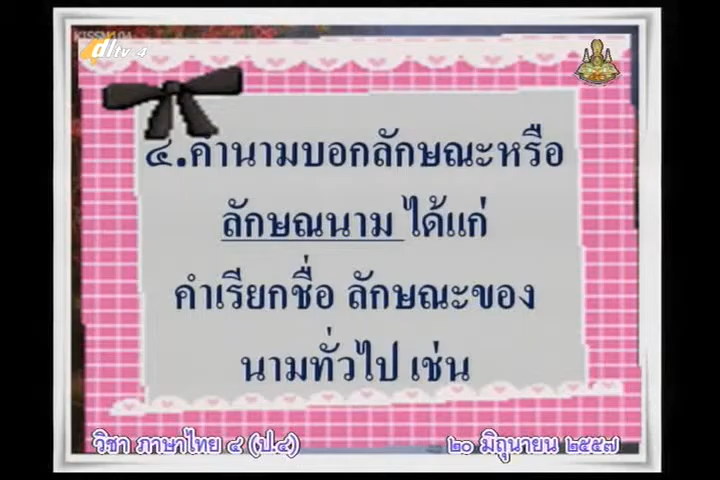 KISSM104
dltv 4
๔.คำนามบอกลักษณะหรือ
ลักษณนาม ได้แก่
คำเรียกชื่อ ลักษณะของ
นามทั่วไป เช่น
วิชา ภาษาไทย ๔ (ป.๔)
๒๐ มิถุนายน ๒๕๕๗